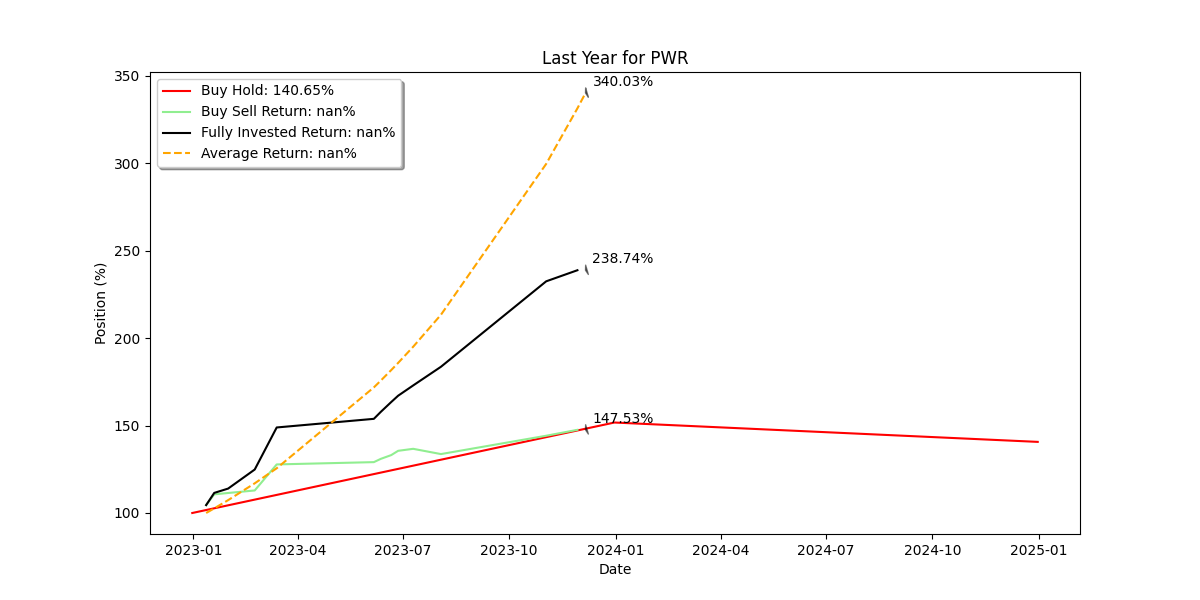 Last Year for PWR
Buy Hold: 140.65%
Buy Sell Return: nan%
Fully Invested Return: nan%
Average Return: nan%
340.03%
238.74%
147.53%
350
300
250
200
150
100
Position (%)
2023-01 2023-04 2023-07 2023-10 2024-01 2024-04 2024-07 2024-10 2025-01
Date